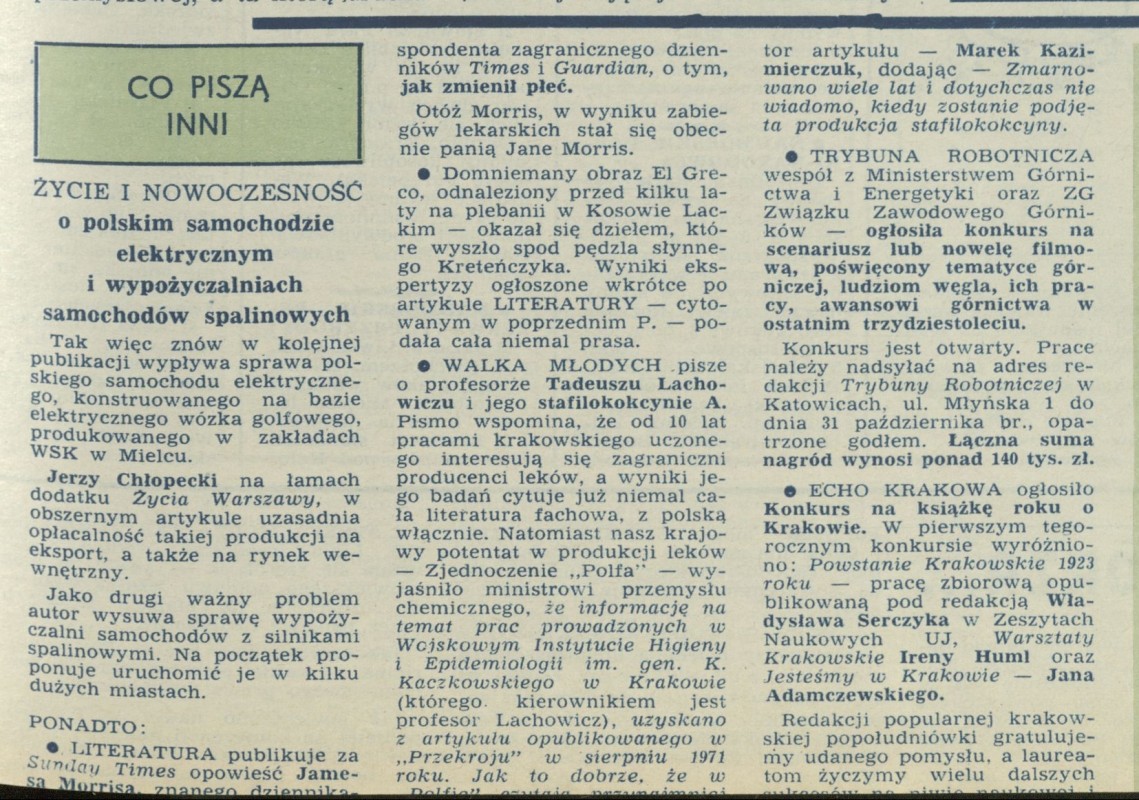 CO PISZĄ
INNI
ŻYCIE I NOWOCZESNOŚĆ
o polskim samochodzie
elektrycznym
i wypożyczalniach
samochodów spalinowych
Tak więc znów w kolejnej
publikacji wypływa sprawa pol-
skiego samochodu elektryczne-
go, konstruowanego na bazie
elektrycznego wózka golfowego,
produkowanego w zakładach
WSK w Mielcu.
Jerzy Chłopecki na łamach
dodatku Życia Warszawy, w
obszernym artykule uzasadnia
opłacalność takiej produkcji na
eksport, a także na rynek we-
wnętrzny.
Jako drugi ważny problem
autor wysuwa sprawę wypoży-
czalni samochodów z silnikami
spalinowymi. Na początek pro-
ponuje uruchomić je w kilku
dużych miastach.
PONADTO:
● LITERATURA publikuje za
Sunday Times opowieść Jame-
sa Morrisa, znanego dziennika-
spondenta zagranicznego dzien-
ników Times i Guardian, o tym,
jak zmienił płeć.
Otóż Morris, w wyniku zabie-
gów lekarskich stał się obec-
nie panią Jane Morris.
● Domniemany obraz El Gre-
co, odnaleziony przed kilku la-
ty na plebanii w Kosowie Lac-
kim — okazał się dziełem, któ-
re wyszło spod pędzla słynne-
go Kreteńczyka. Wyniki eks-
pertyzy ogłoszone wkrótce po
artykule LITERATURY — cyto-
wanym w poprzednim P. — po-
dała cała niemal prasa.
● WALKA MŁODYCH pisze
o profesorze Tadeuszu Lacho-
wiczu i jego stafilokokcynie A.
Pismo wspomina, że od 10 lat
pracami krakowskiego uczone-
go interesują się zagraniczni
producenci leków, a wyniki je-
go badań cytuje już niemal ca-
ła literatura fachowa, z polską
włącznie. Natomiast nasz krajo-
wy potentat w produkcji leków
— Zjednoczenie „Polfa" — wy-
jaśniło ministrowi przemysłu
chemicznego, że informację na
temat prac prowadzonych w
Wojskowym Instytucie Higieny
i Epidemiologii im. gen. K.
Kaczkowskiego w Krakowie
(którego kierownikiem jest
profesor Lachowicz), uzyskano
z artykułu opublikowanego w
„Przekroju" w sierpniu 1971
roku. Jak to dobrze, że w
„Polfie" czytają przynajmniej
tor artykułu — Marek Kazi-
mierczuk, dodając — Zmarno-
wano wiele lat i dotychczas nie
wiadomo, kiedy zostanie podję-
ta produkcja stafilokokcyny.
● TRYBUNA ROBOTNICZA
wespół z Ministerstwem Górni-
ctwa i Energetyki oraz ZG
Związku Zawodowego Górni-
ków — ogłosiła konkurs na
scenariusz lub nowelę filmo-
wą, poświęcony tematyce gór-
niczej, ludziom węgla, ich pra-
cy, awansowi górnictwa w
ostatnim trzydziestoleciu.
Konkurs jest otwarty. Prace
należy nadsyłać na adres re-
dakcji Trybuny Robotniczej w
Katowicach, ul. Młyńska 1 do
dnia 31 października br., opa-
trzone godłem. Łączna suma
nagród wynosi ponad 140 tys. zł.
● ECHO KRAKOWA ogłosiło
Konkurs na książkę roku o
Krakowie. W pierwszym tego-
rocznym konkursie wyróżnio-
no: Powstanie Krakowskie 1923
roku — pracę zbiorową opu-
blikowaną pod redakcją Wła-
dysława Serczyka w Zeszytach
Naukowych UJ, Warsztaty
Krakowskie Ireny Huml oraz
Jesteśmy w Krakowie — Jana
Adamczewskiego.
Redakcji popularnej krakow-
skiej popołudniówki gratuluje-
my udanego pomysłu, a laurea-
tom życzymy wielu dalszych